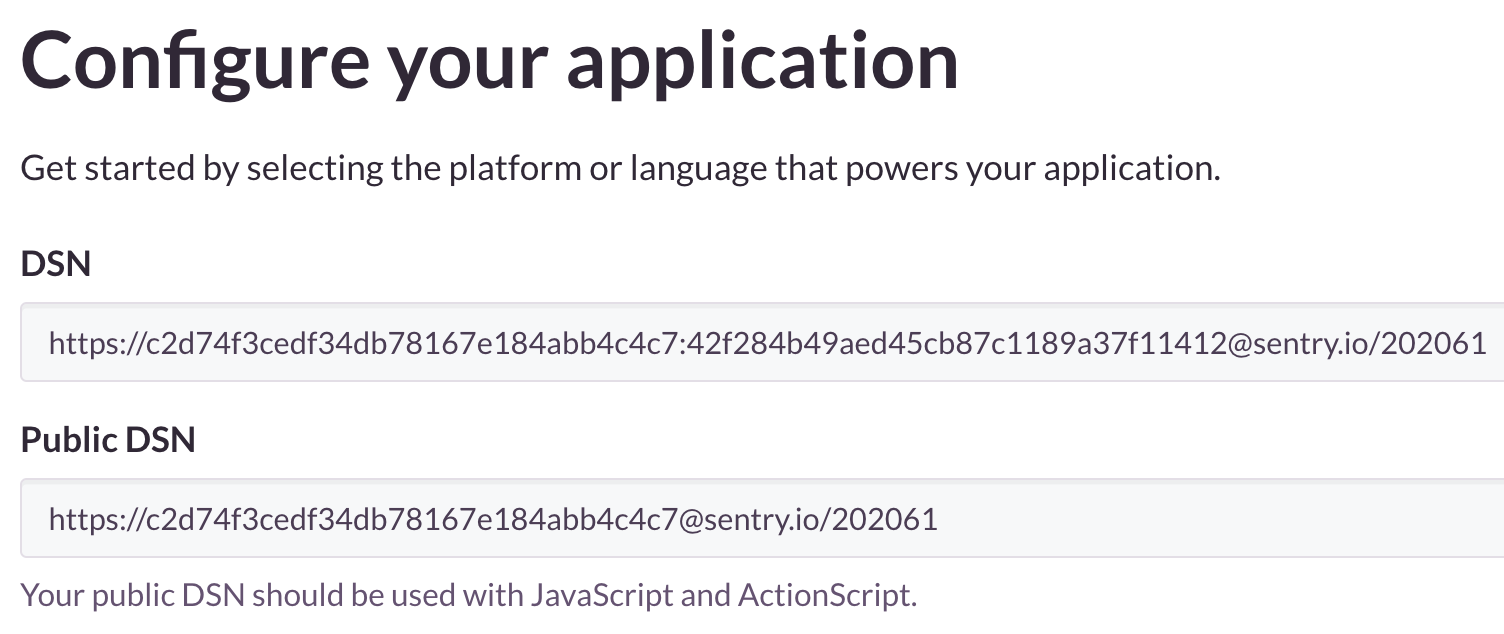 Configure your application
Get started by selecting the platform or language that powers your application.
DSN
https://c2d74f3cedf34db78167e184abb4c4c7:42f284b49aed45cb87c1189a37f11412@sentry.io/202061
Public DSN
https://c2d74f3cedf34db78167e184abb4c4c7@sentry.io/202061
Your public DSN should be used with JavaScript and ActionScript.